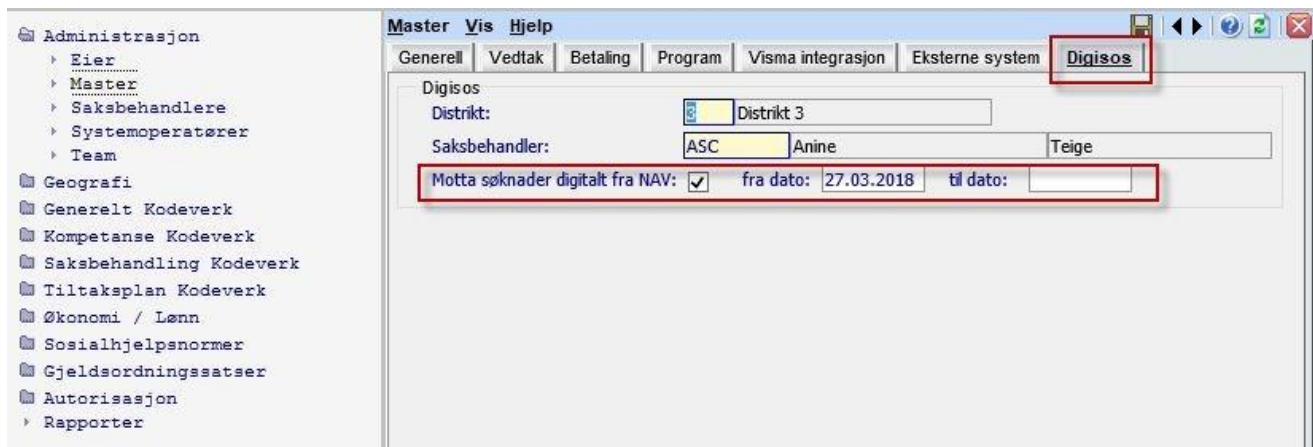 Administrasjon
Eier
Master
Saksbehandlere
Systemoperatører
Team
Geografi
Generelt Kodeverk
Kompetanse Kodeverk
Saksbehandling Kodeverk
Tiltaksplan Kodeverk
Økonomi / Lønn
Sosialhjelpsnormer
Gjeldsordningssatser
Autorisasjon
Rapporter
Master Vis Hjelp
Generell Vedtak Betaling Program Visma integrasjon Eksterne system Digisos
Digisos
Distrikt: 3 Distrikt 3
Saksbehandler: ASC Anine Teige
Motta søknader digitalt fra NAV: fra dato: 27.03.2018 til dato: